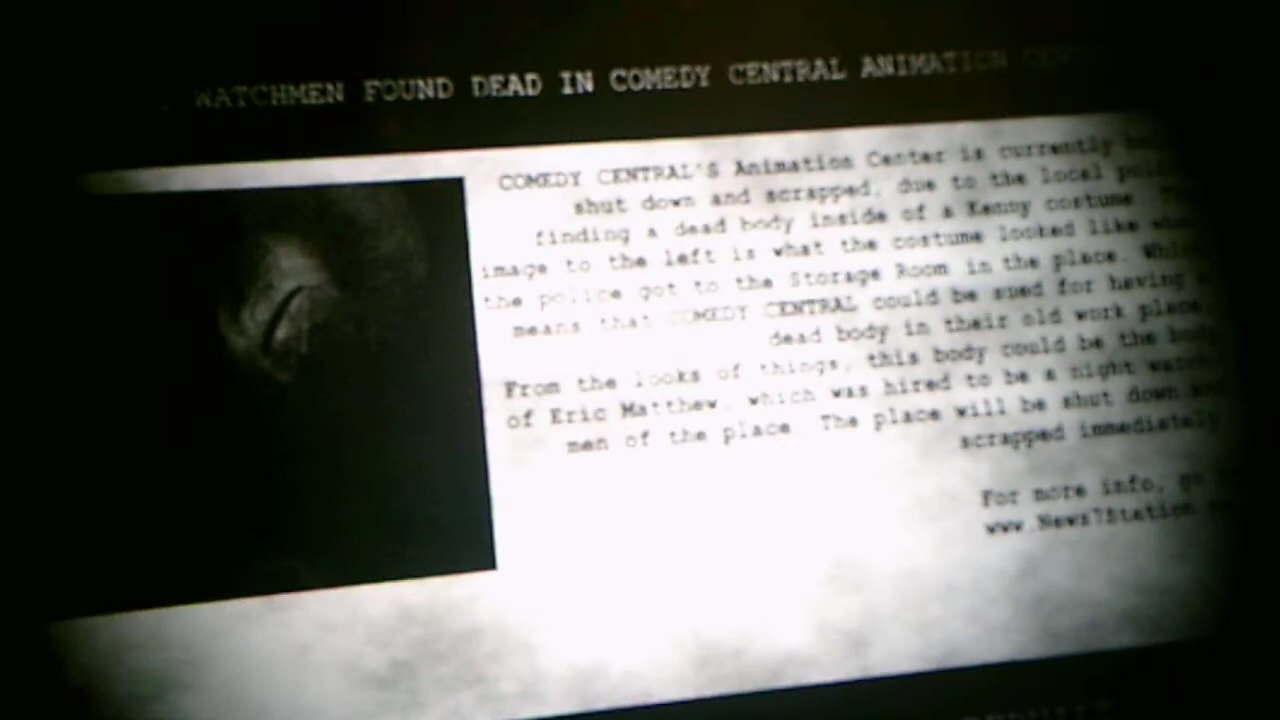 WATCHMEN FOUND DEAD IN COMEDY CENTRAL ANIMATION
COMEDY CENTRAL'S Animation Center is currently
shut down and scrapped, due to the local
finding a dead body inside of a Kenny costume
image to the left is what the costume looked like
the police got to the Storage Room in the place.
means that COMEDY CENTRAL could be sued for having
dead body in their old work place
From the looks of things, this body could be the
of Eric Matthew, which was hired to be a night
men of the place. The place will be shut down
scrapped immediately
For more info, go
www.News7Station.